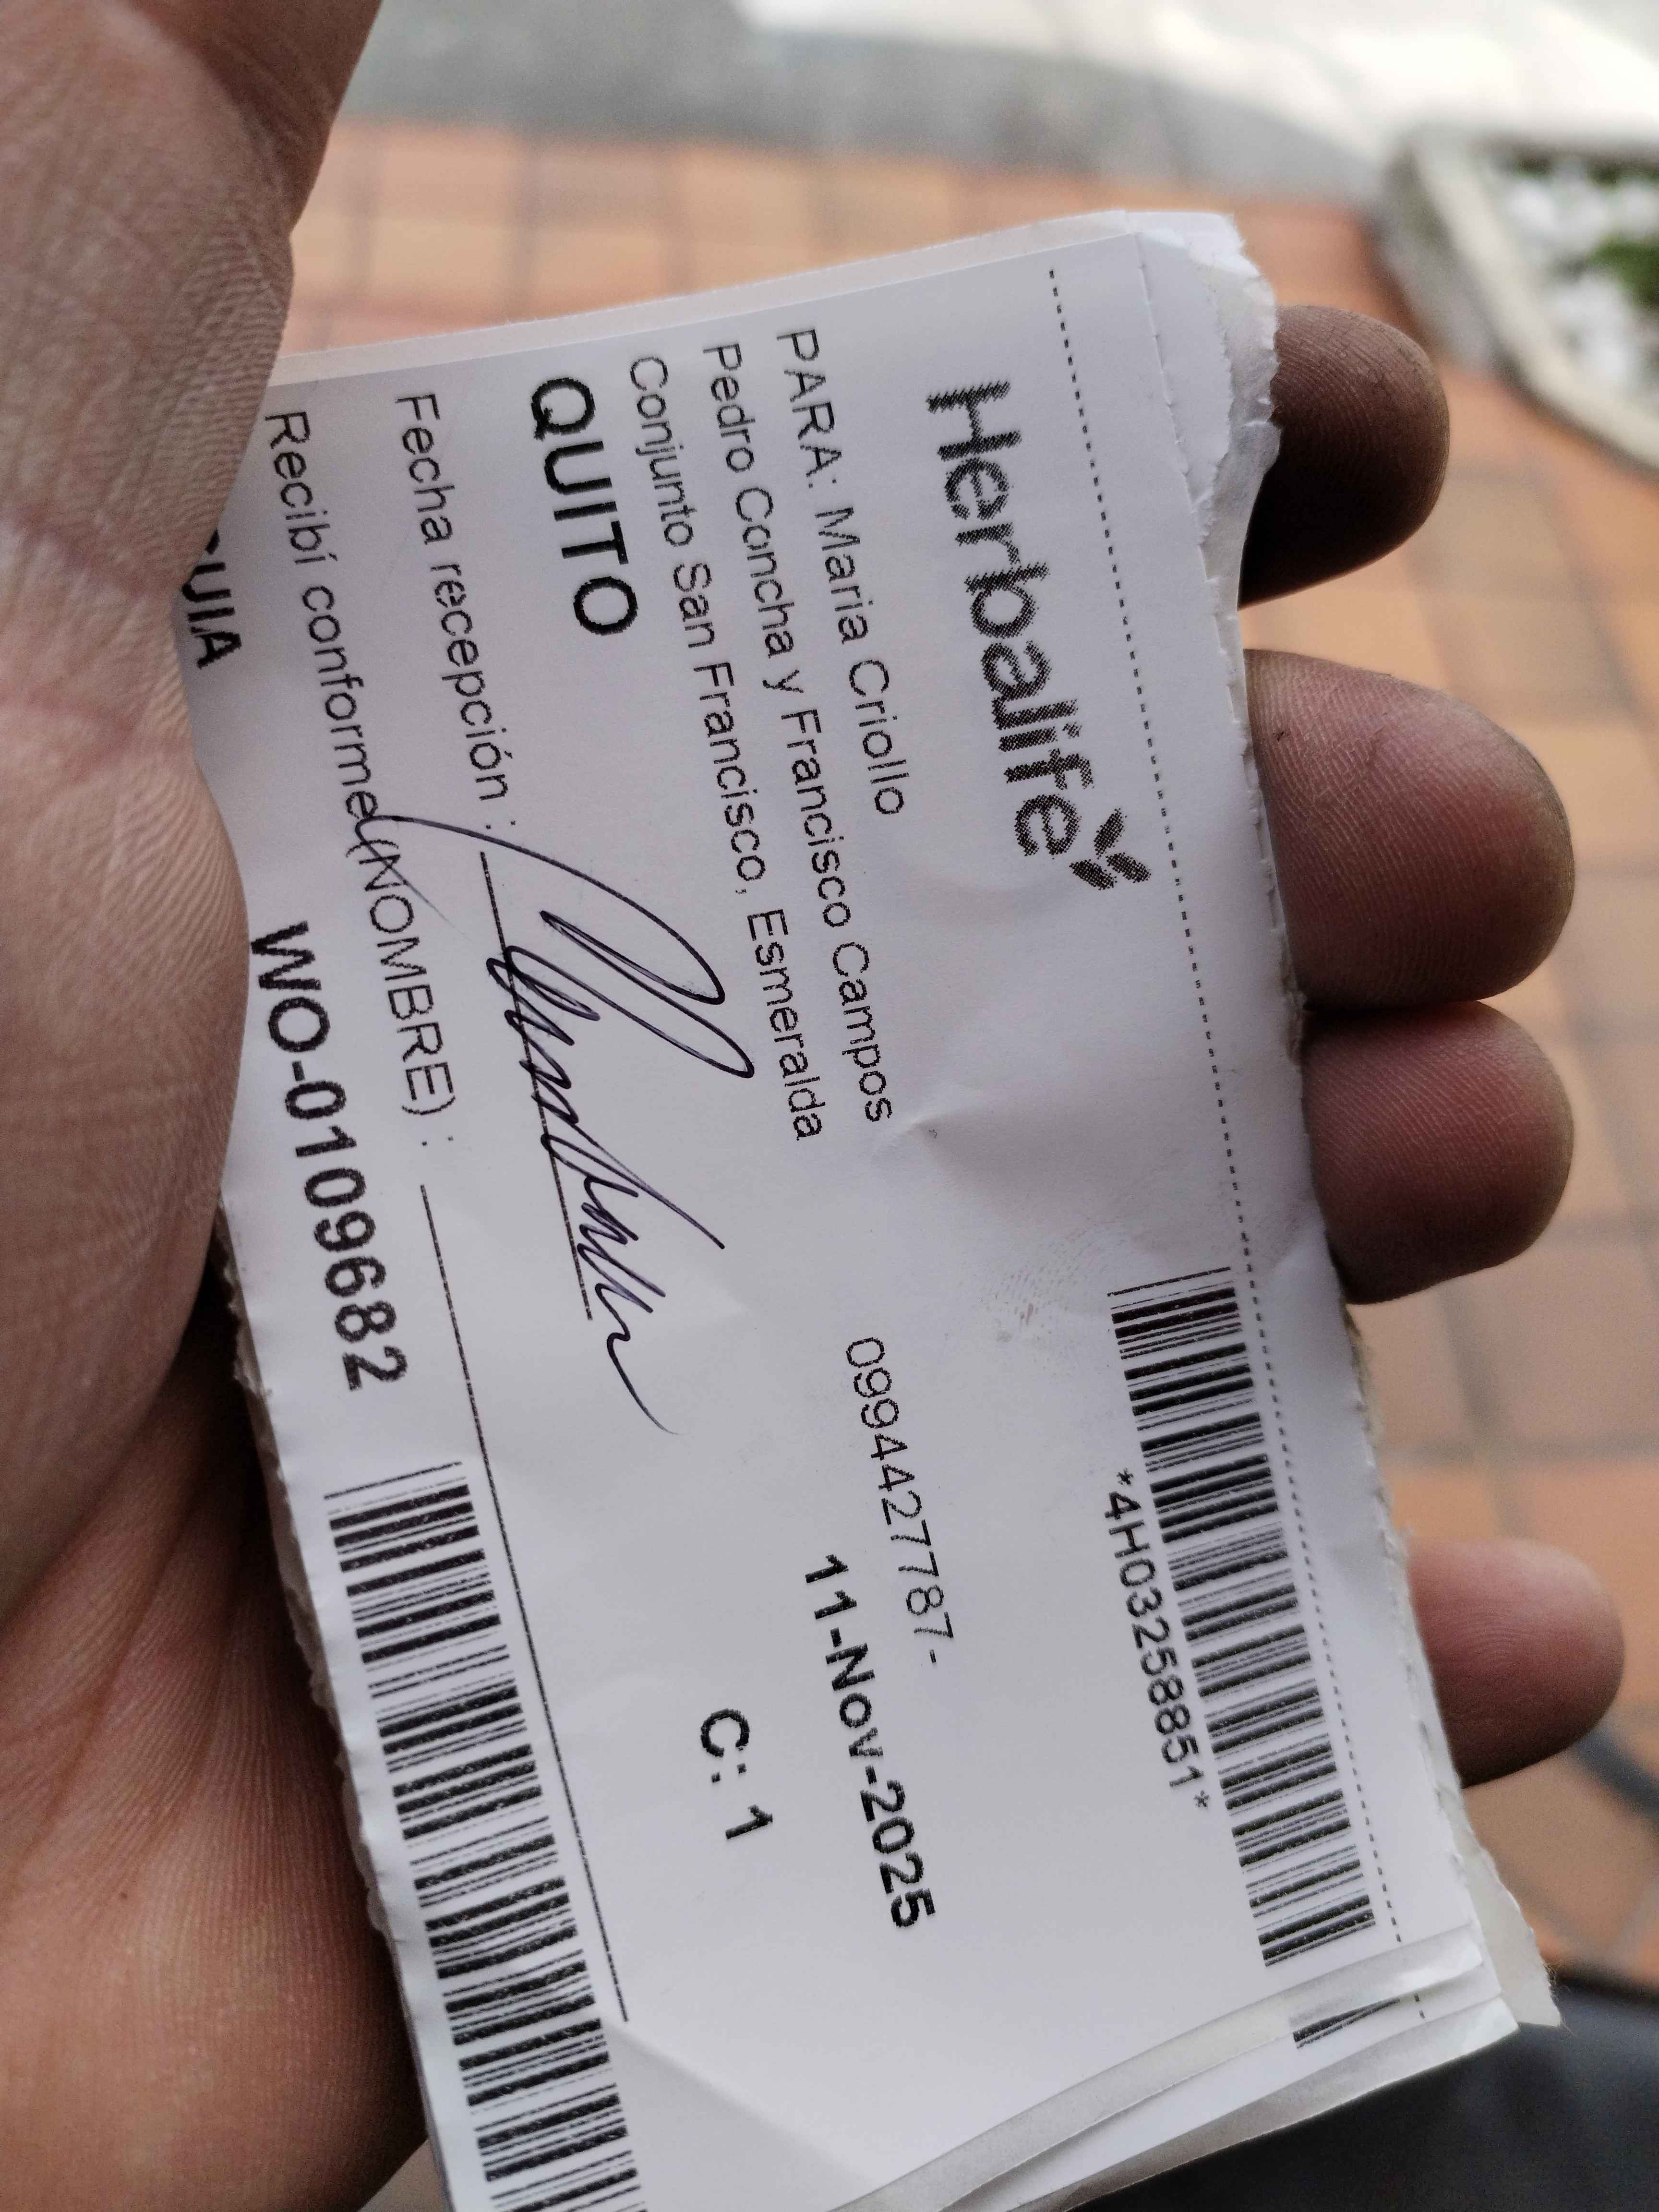 Herbalife
*4H03258851*
PARA: Maria Criollo
0994427787-
Pedro Concha y Francisco Campos
11-Nov-2025
Conjunto San Francisco, Esmeralda
QUITO
C: 1
Fecha recepción :
Recibí conforme(NOMBRE) :
WO-0109682